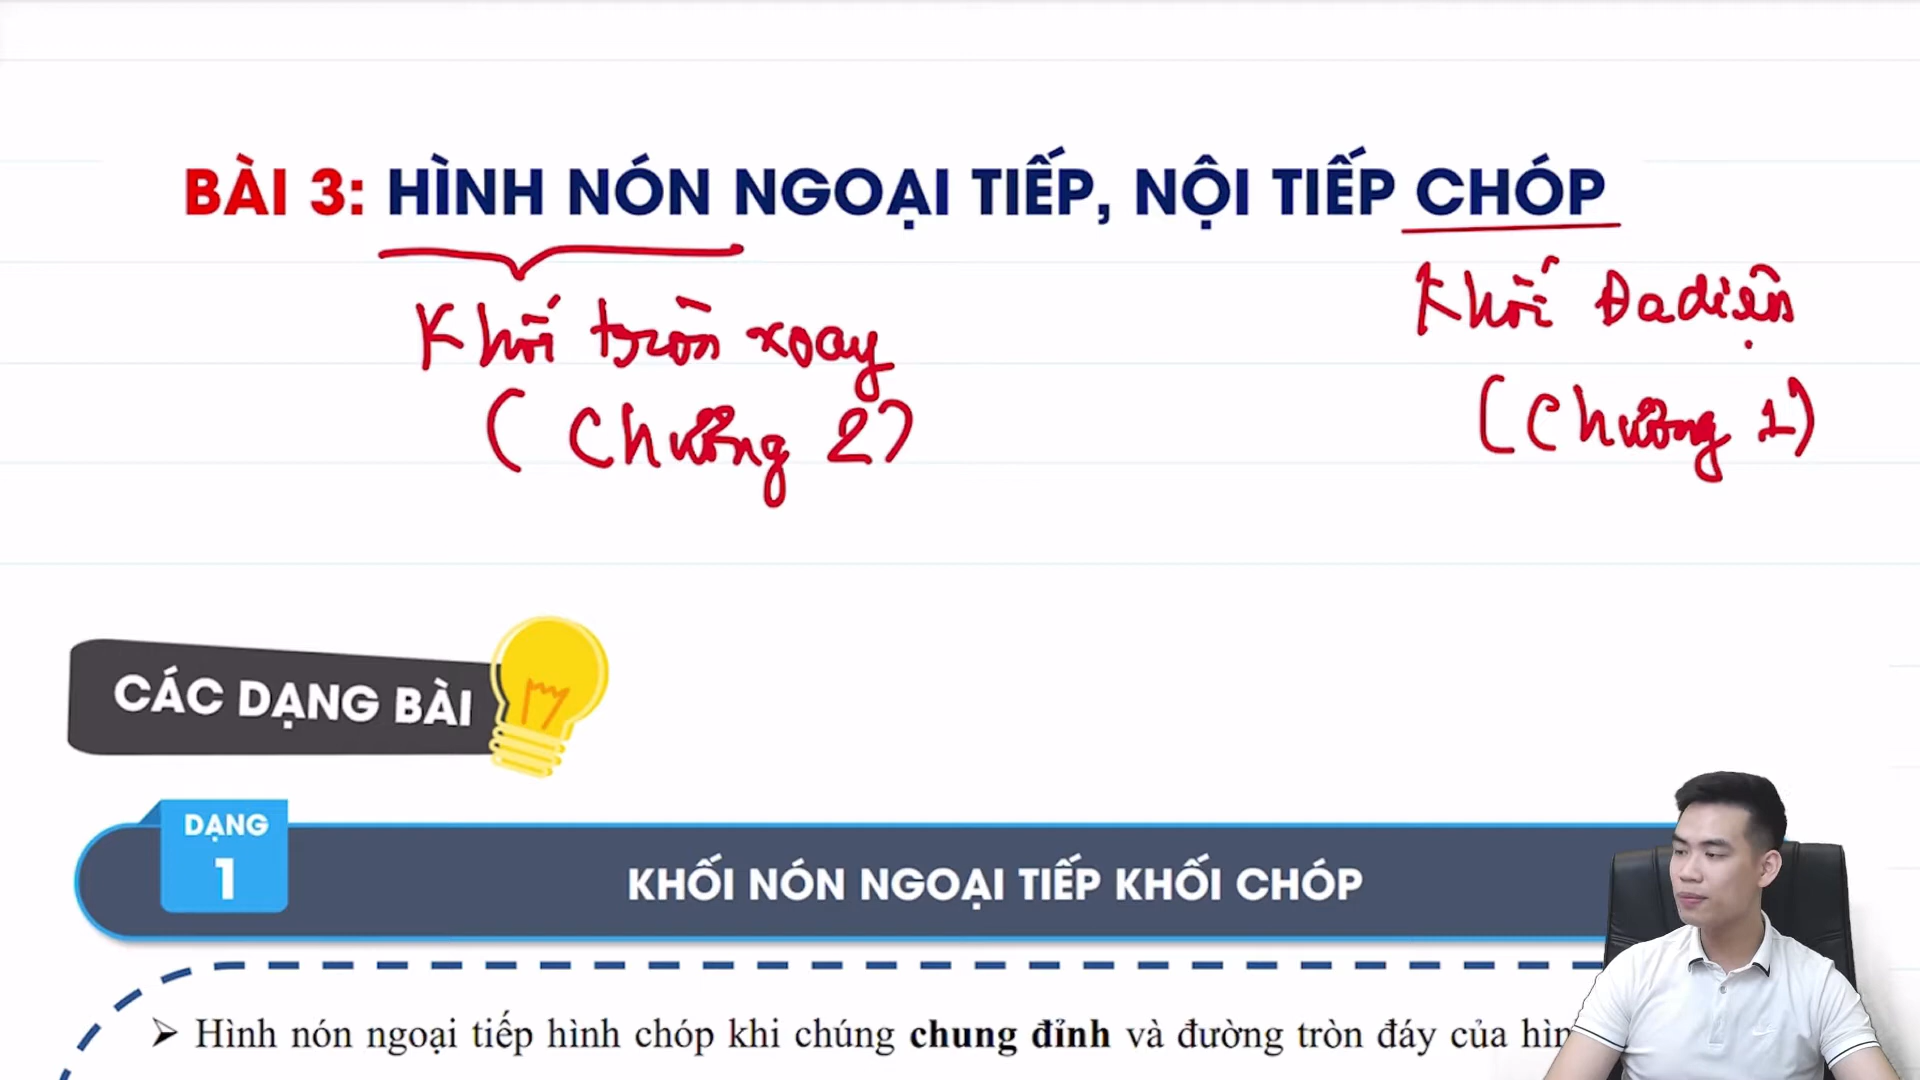 BÀI 3: HÌNH NÓN NGOẠI TIẾP, NỘI TIẾP CHÓP
Khối tròn xoay
(Chương 2)
Khối Đa diện
(Chương 1)
CÁC DẠNG BÀI
DẠNG
1
KHỐI NÓN NGOẠI TIẾP KHỐI CHÓP
➤ Hình nón ngoại tiếp hình chóp khi chúng chung đỉnh và đường tròn đáy của